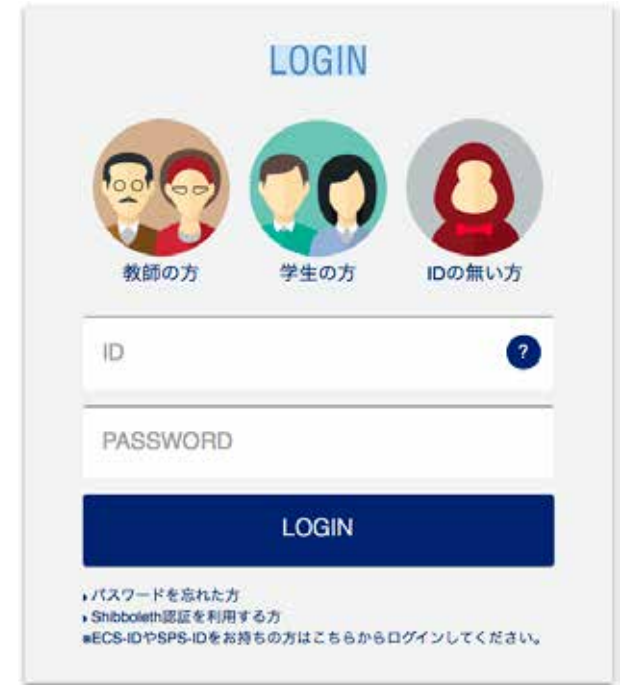 LOGIN
教師の方
学生の方
IDの無い方
ID
?
PASSWORD
LOGIN
パスワードを忘れた方
Shibboleth認証を利用する方
※ECS-IDやSPS-IDをお持ちの方はこちらからログインしてください。